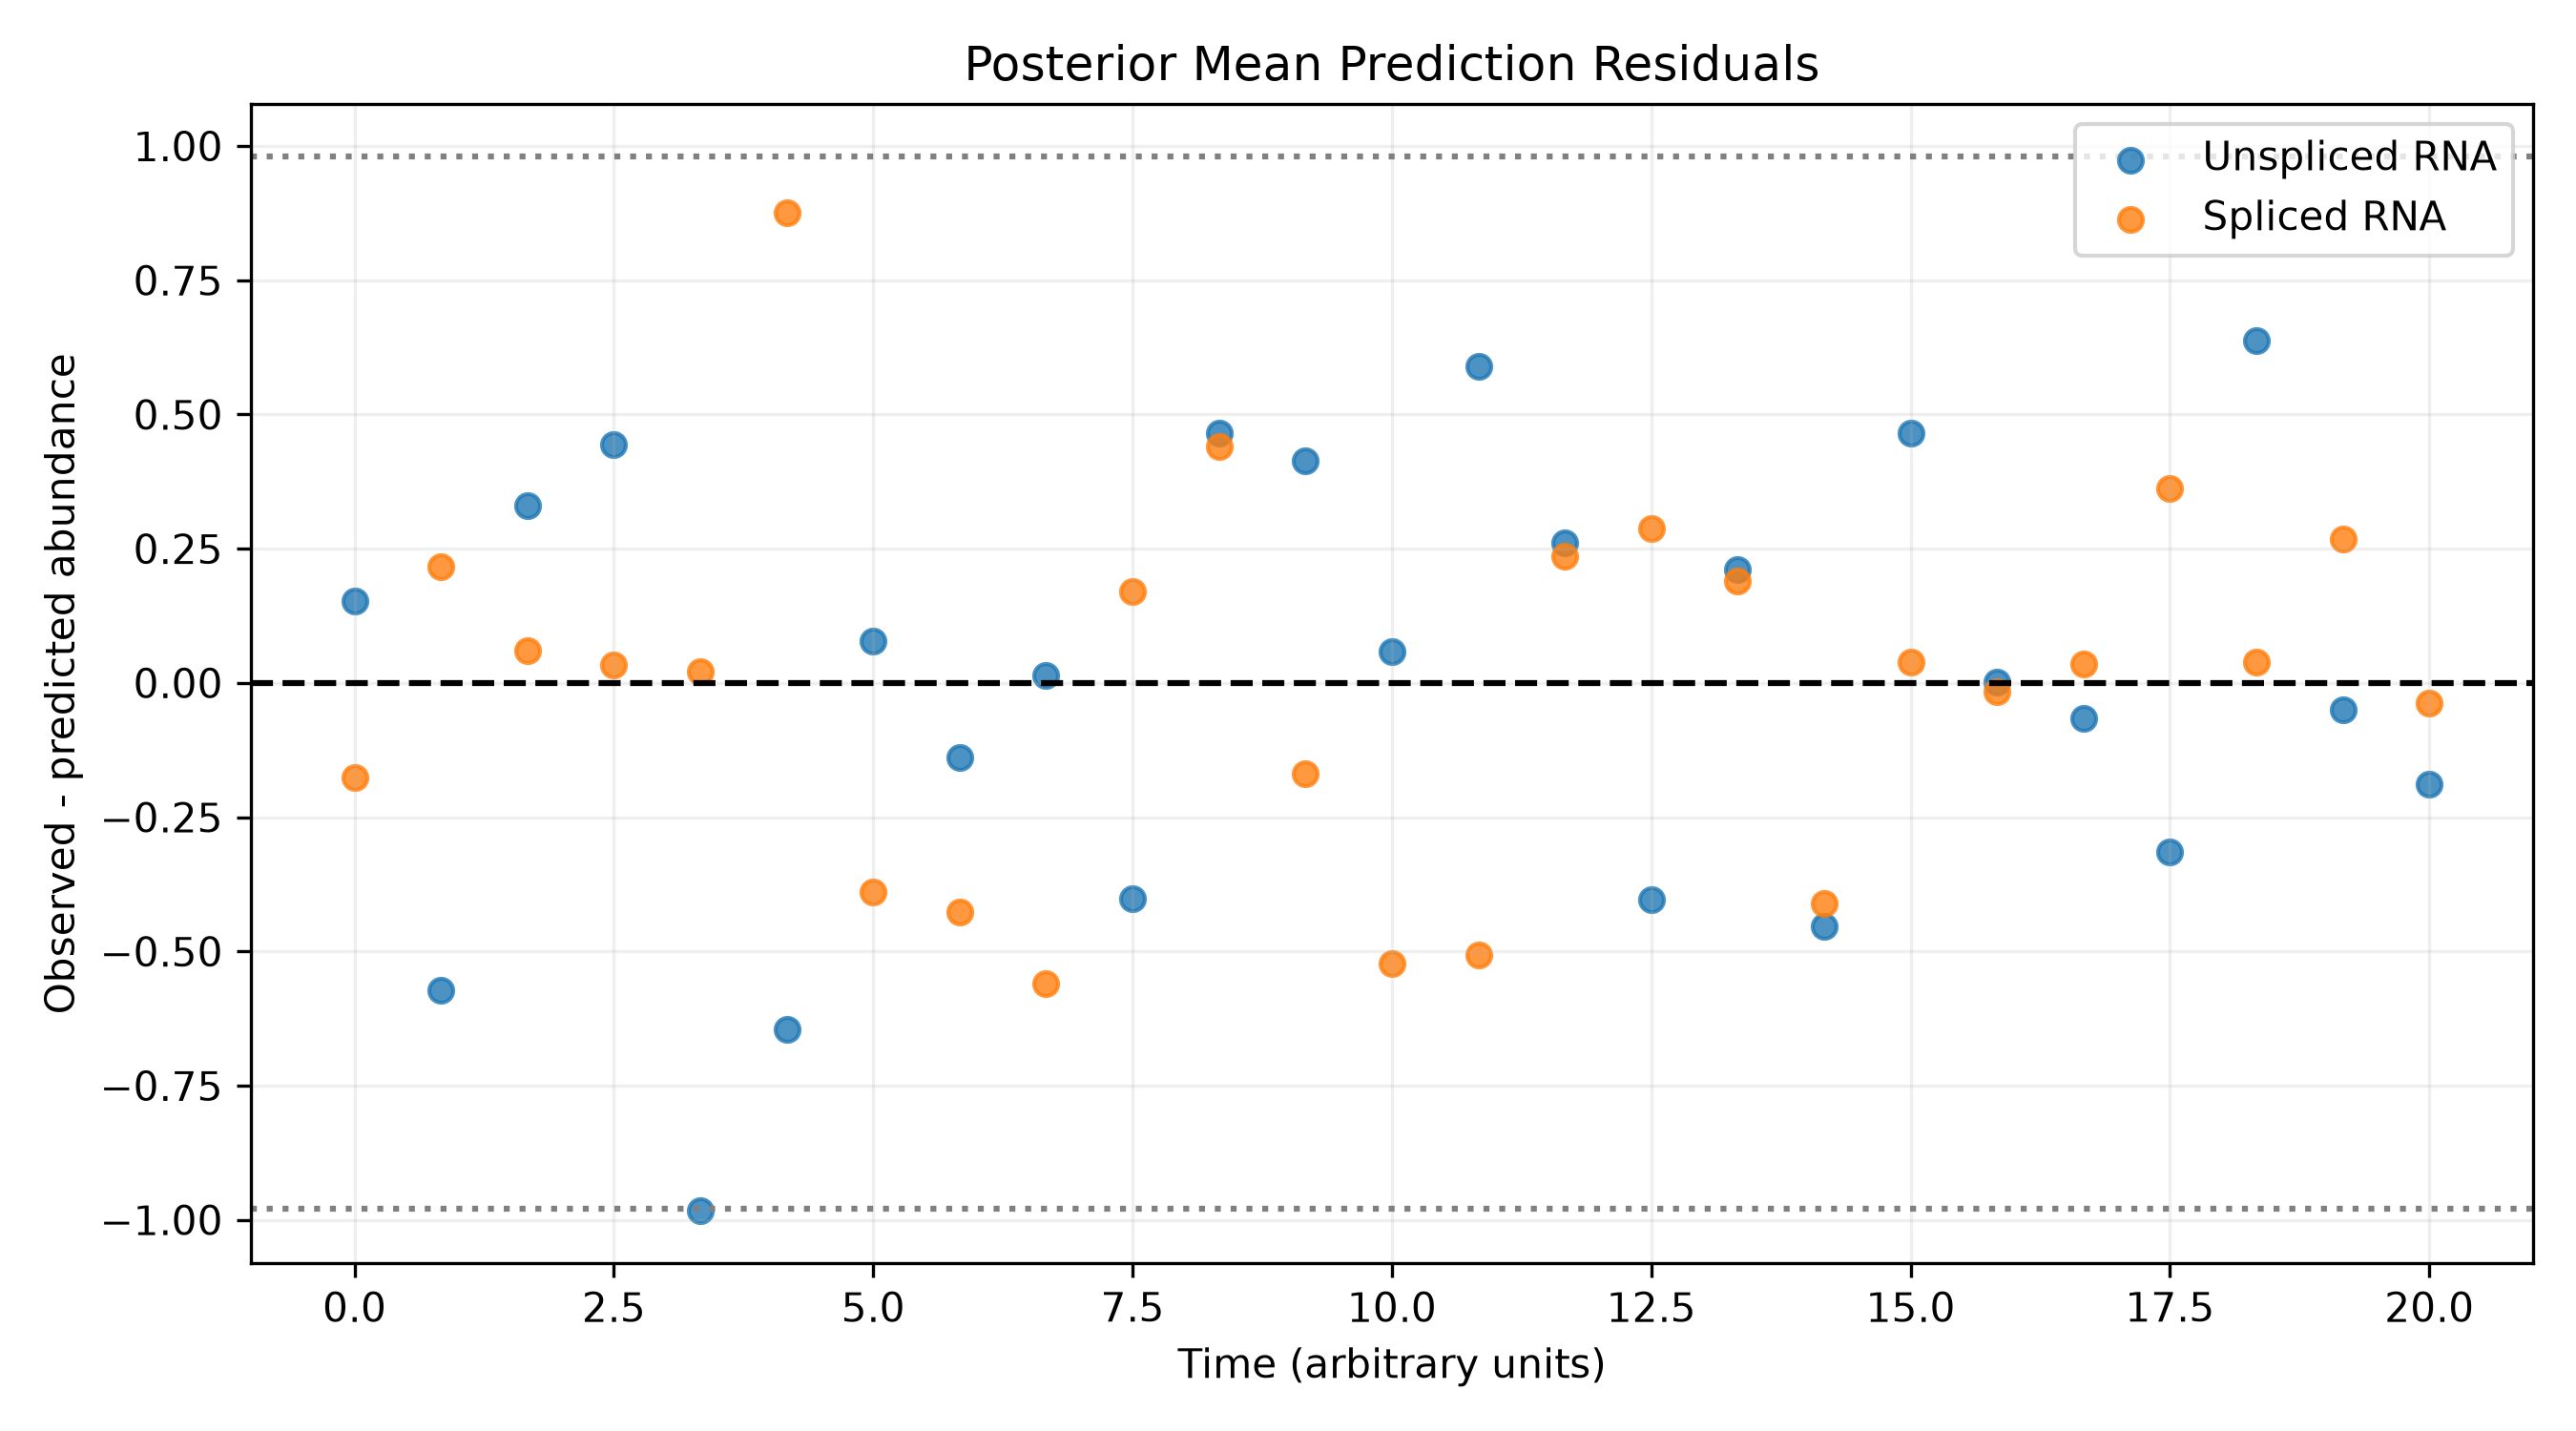 Posterior Mean Prediction Residuals
Observed - predicted abundance
1.00
0.75
0.50
0.25
0.00
−0.25
−0.50
−0.75
−1.00
Unspliced RNA
Spliced RNA
0.0 2.5 5.0 7.5 10.0 12.5 15.0 17.5 20.0
Time (arbitrary units)